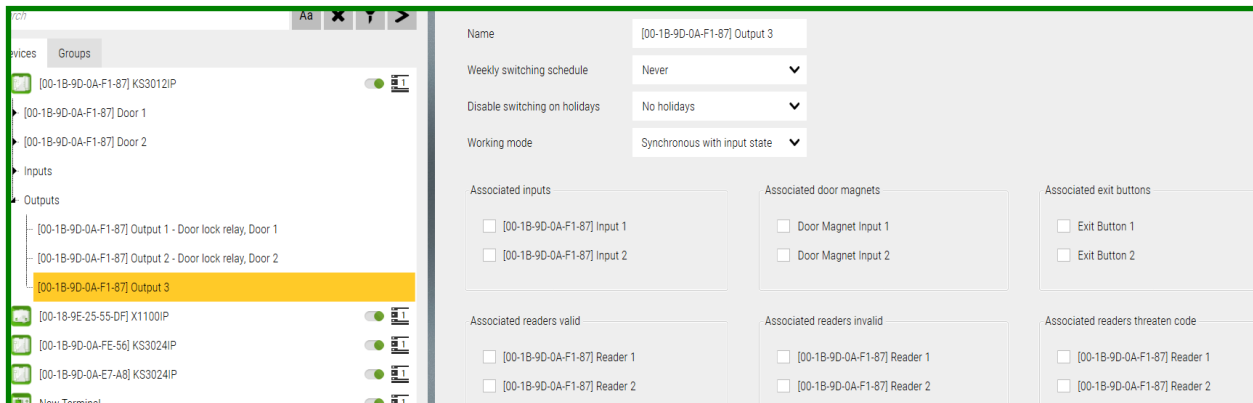 Aa
Groups
[00-1B-9D-0A-F1-87] KS3012IP
1
[00-1B-9D-0A-F1-87] Door 1
[00-1B-9D-0A-F1-87] Door 2
Inputs
Outputs
[00-1B-9D-0A-F1-87] Output 1 - Door lock relay, Door 1
[00-1B-9D-0A-F1-87] Output 2 - Door lock relay, Door 2
[00-1B-9D-0A-F1-87] Output 3
[00-18-9E-25-55-DF] X1100IP
1
[00-1B-9D-0A-FE-56] KS3024IP
1
[00-1B-9D-0A-E7-A8] KS3024IP
1
New Terminal
Name
[00-1B-9D-0A-F1-87] Output 3
Weekly switching schedule
Never
Disable switching on holidays
No holidays
Working mode
Synchronous with input state
Associated inputs
[00-1B-9D-0A-F1-87] Input 1
[00-1B-9D-0A-F1-87] Input 2
Associated door magnets
Door Magnet Input 1
Door Magnet Input 2
Associated exit buttons
Exit Button 1
Exit Button 2
Associated readers valid
[00-1B-9D-0A-F1-87] Reader 1
[00-1B-9D-0A-F1-87] Reader 2
Associated readers invalid
[00-1B-9D-0A-F1-87] Reader 1
[00-1B-9D-0A-F1-87] Reader 2
Associated readers threaten code
[00-1B-9D-0A-F1-87] Reader 1
[00-1B-9D-0A-F1-87] Reader 2